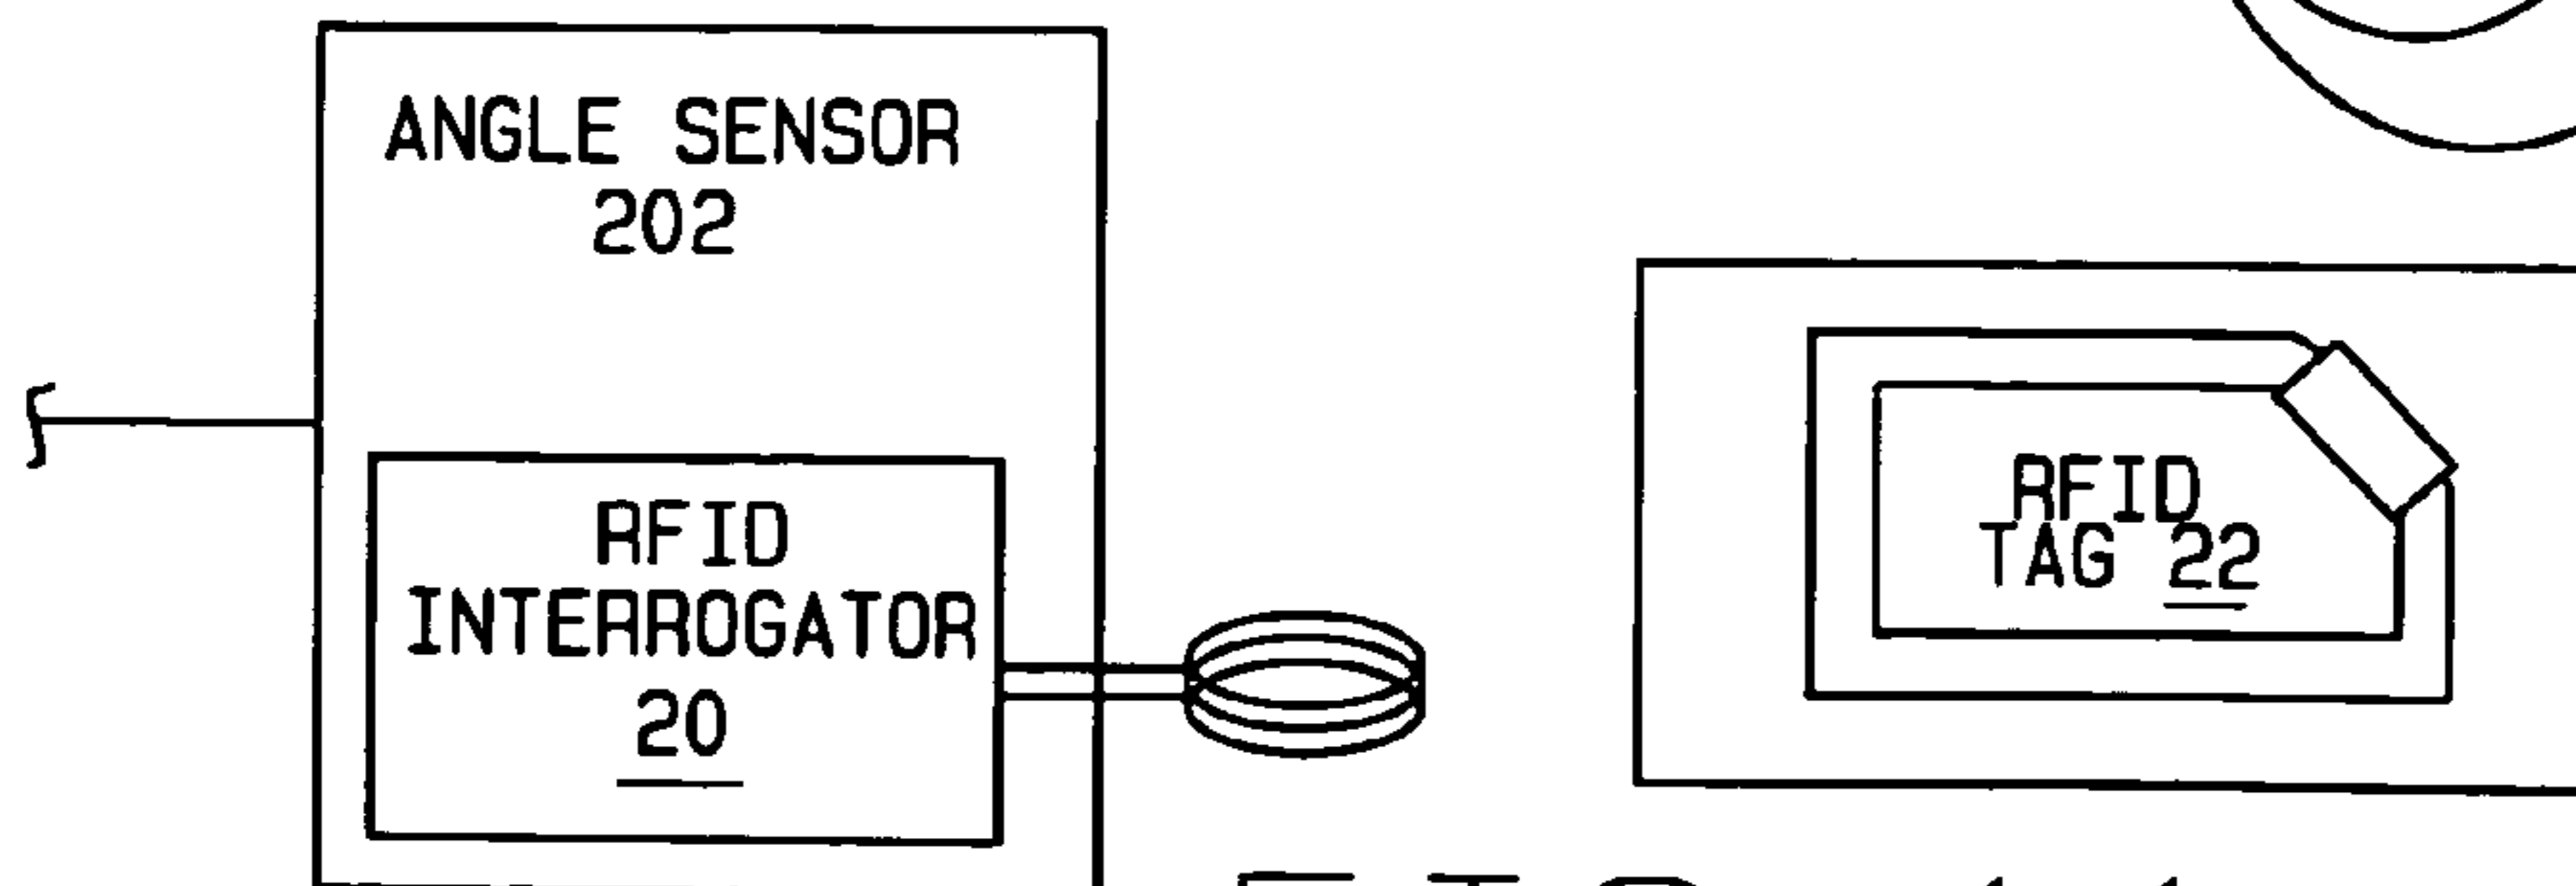 ANGLE SENSOR
202
RFID
INTERROGATOR
20
RFID
TAG 22